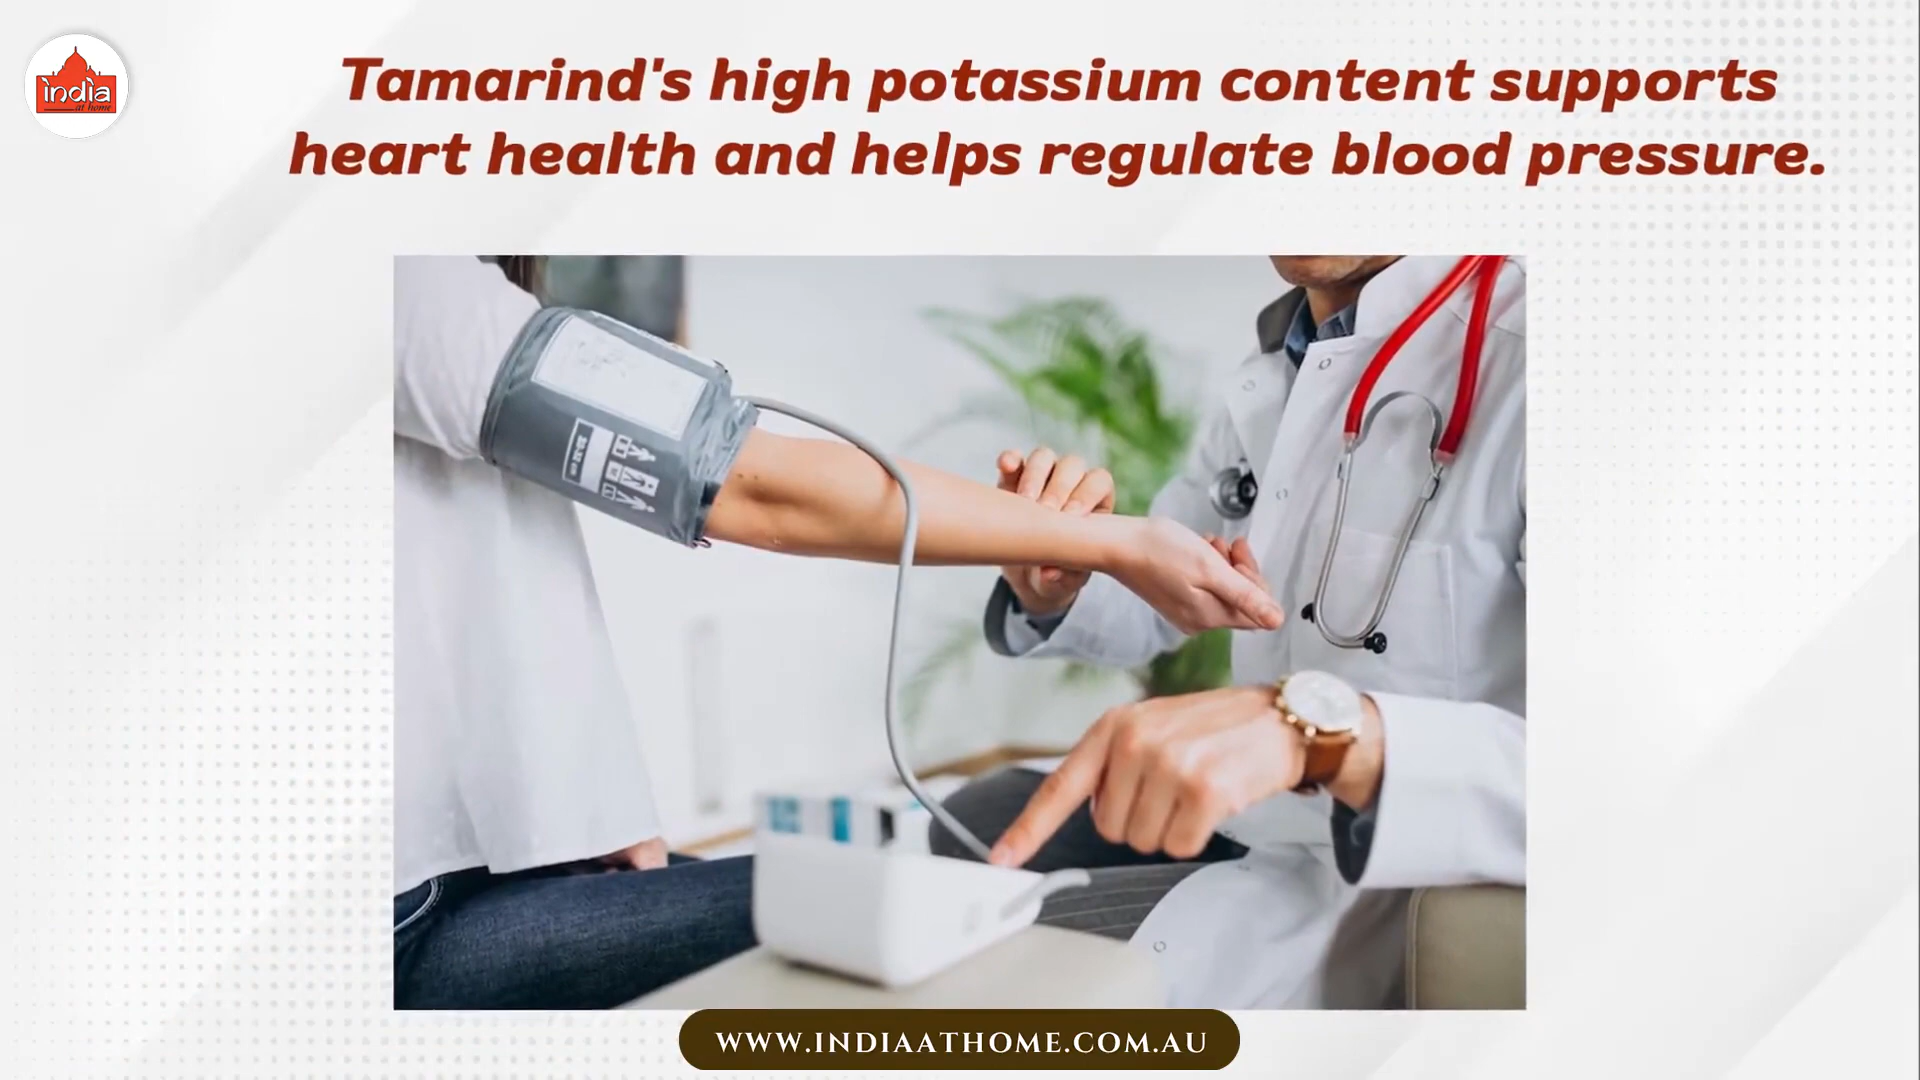 india
at home
Tamarind's high potassium content supports
heart health and helps regulate blood pressure.
WWW.INDIAATHOME.COM.AU